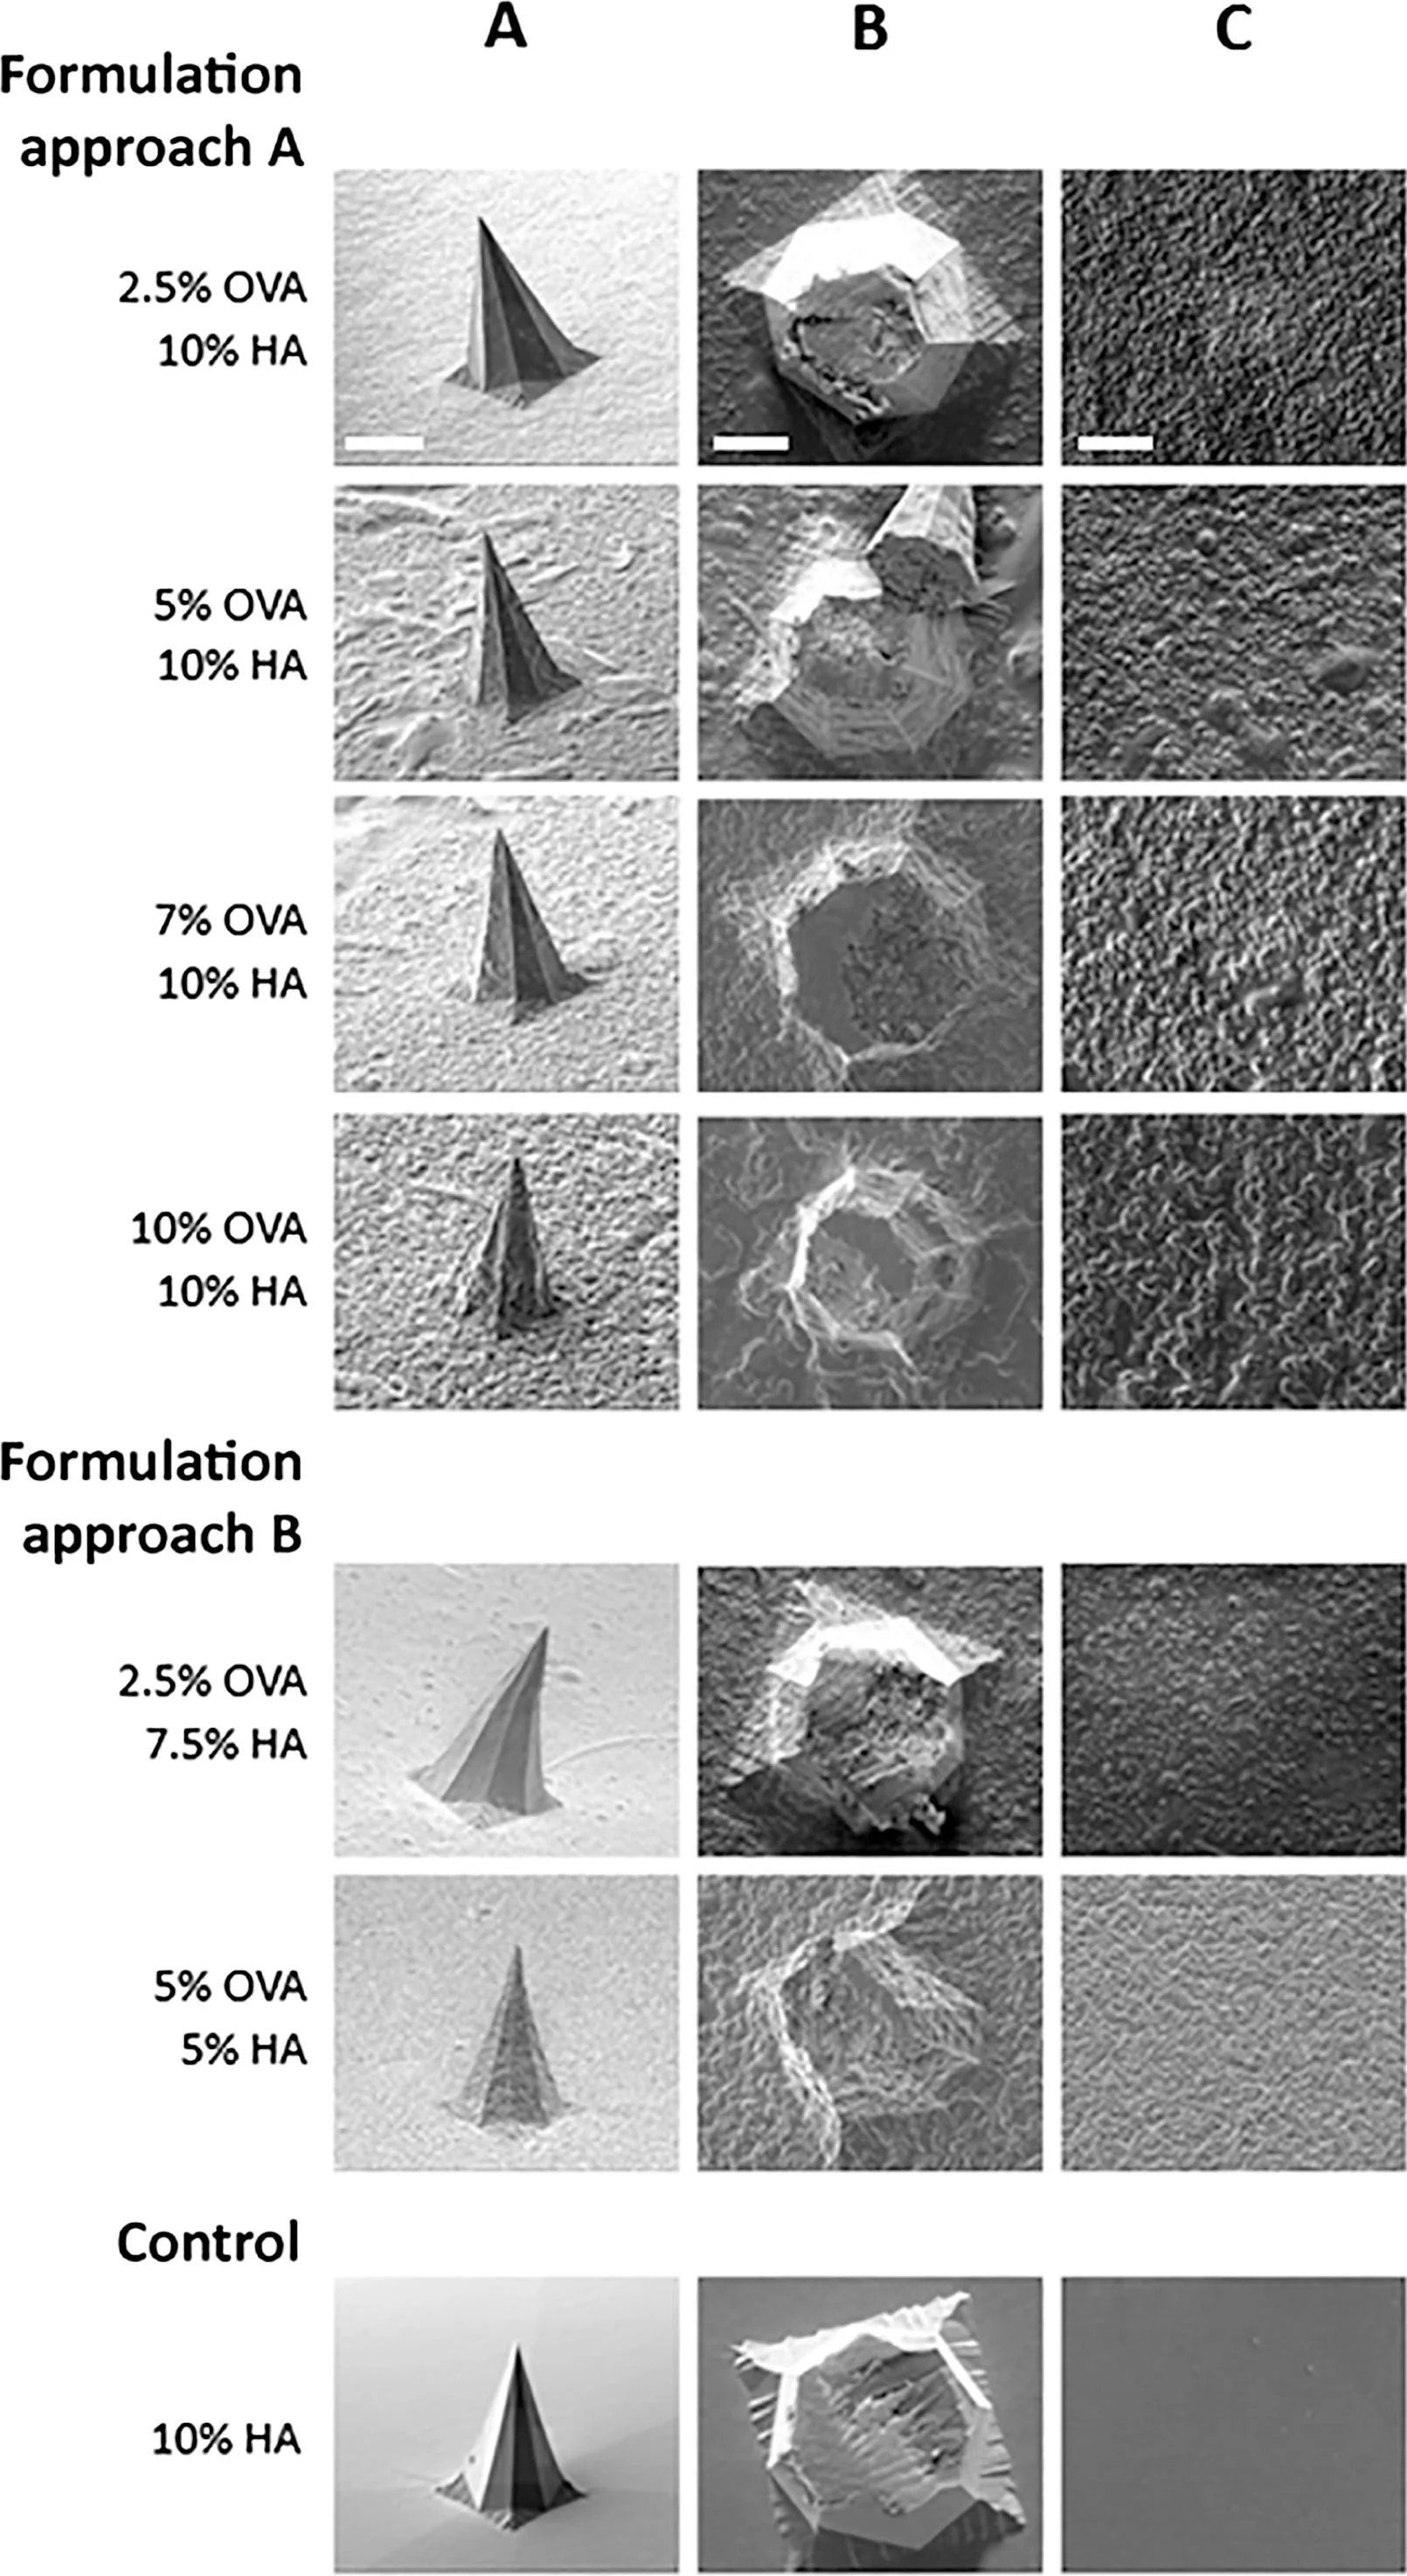 A B C
Formulation
approach A
2.5% OVA
10% HA
5% OVA
10% HA
7% OVA
10% HA
10% OVA
10% HA
Formulation
approach B
2.5% OVA
7.5% HA
5% OVA
5% HA
Control
10% HA